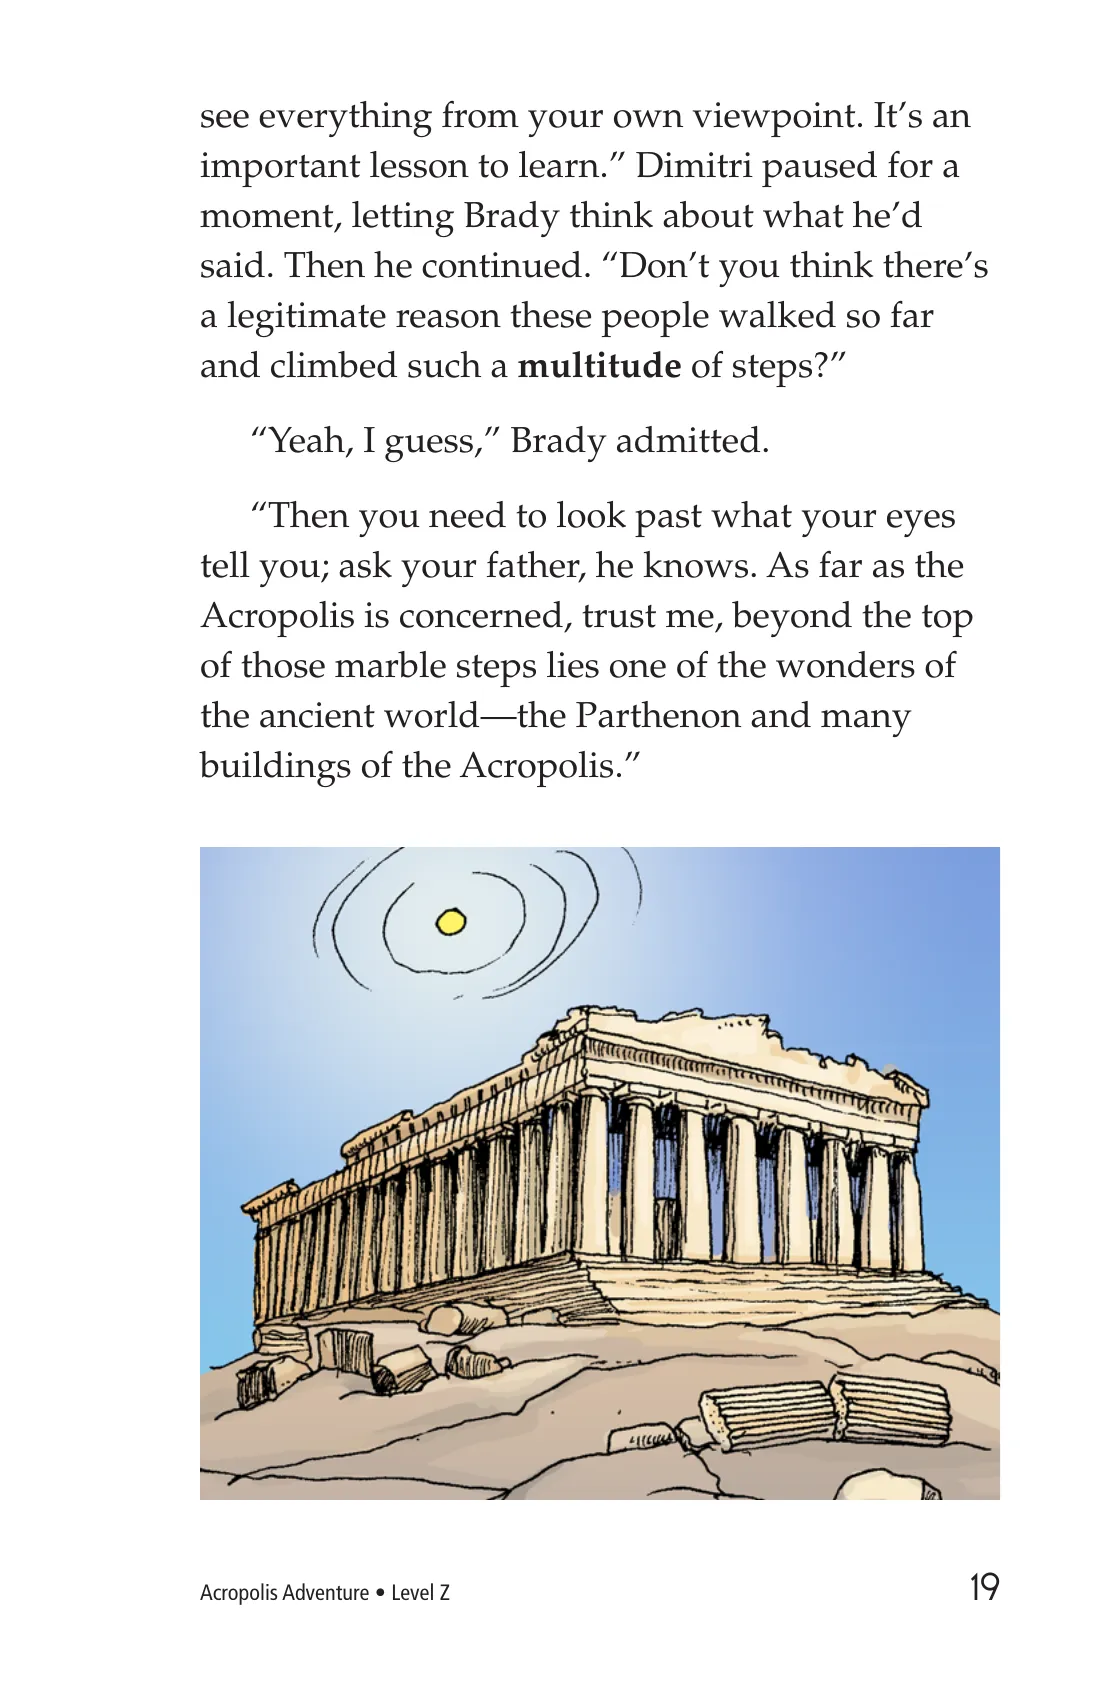 see everything from your own viewpoint. It’s an
important lesson to learn.” Dimitri paused for a
moment, letting Brady think about what he’d
said. Then he continued. “Don’t you think there’s
a legitimate reason these people walked so far
and climbed such a multitude of steps?”
“Yeah, I guess,” Brady admitted.
“Then you need to look past what your eyes
tell you; ask your father, he knows. As far as the
Acropolis is concerned, trust me, beyond the top
of those marble steps lies one of the wonders of
the ancient world—the Parthenon and many
buildings of the Acropolis.”
Acropolis Adventure • Level Z
19